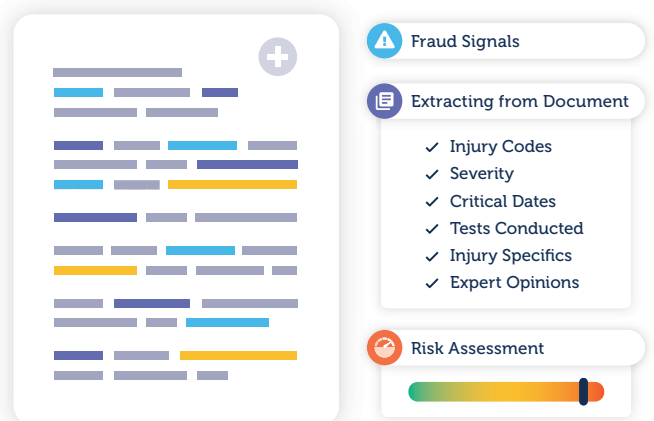 Fraud Signals
Extracting from Document
Injury Codes
Severity
Critical Dates
Tests Conducted
Injury Specifics
Expert Opinions
Risk Assessment